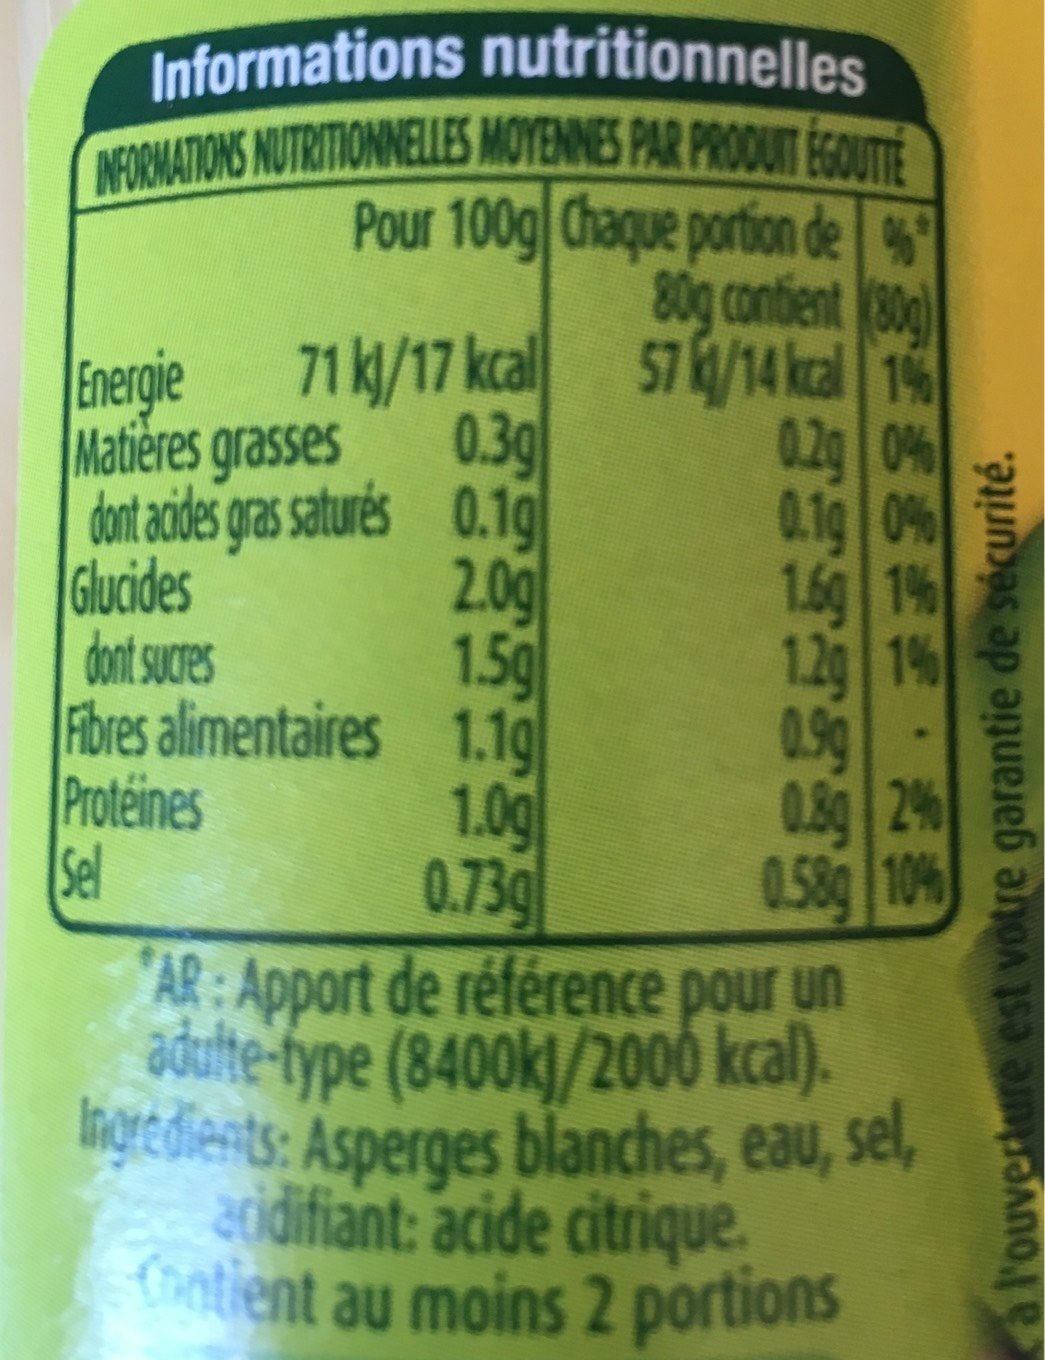 Informations nutritionnelles
INFORMATIONS NUTRITIONNELLES MOYENNES PAR PRODUIT ÉGOUTTÉ
Pour 100g Chaque portion de %*
80g contient (80g)
Energie 71 kJ/17 kcal 57 kJ/14 kcal 1%
Matières grasses 0.3g 0.2g 0%
dont acides gras saturés 0.1g 0.1g 0%
Glucides 2.0g 1.6g 1%
dont sucres 1.5g 1.2g 1%
Fibres alimentaires 1.1g 0.9g -
Protéines 1.0g 0.8g 2%
Sel 0.73g 0.58g 10%
*AR : Apport de référence pour un
adulte-type (8400kJ/2000 kcal).
Ingrédients: Asperges blanches, eau, sel,
acidifiant: acide citrique.
Contient au moins 2 portions
à l'ouverture est votre garantie de sécurité.